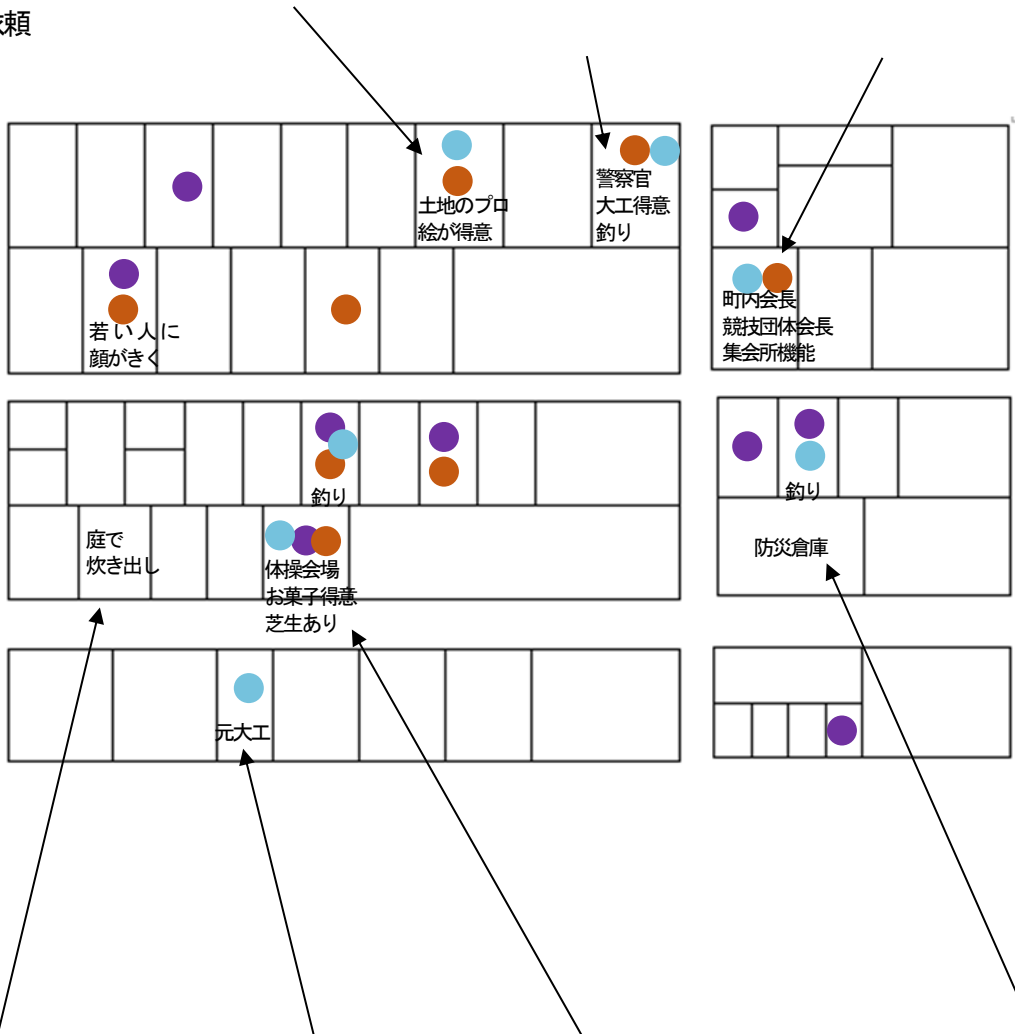 依頼
警察官
大工得意
釣り
土地のプロ
絵が得意
町内会長
競技団体会長
集会所機能
若い人に
顔がきく
釣り
釣り
庭で
炊き出し
防災倉庫
体操会場
お菓子得意
芝生あり
元大工